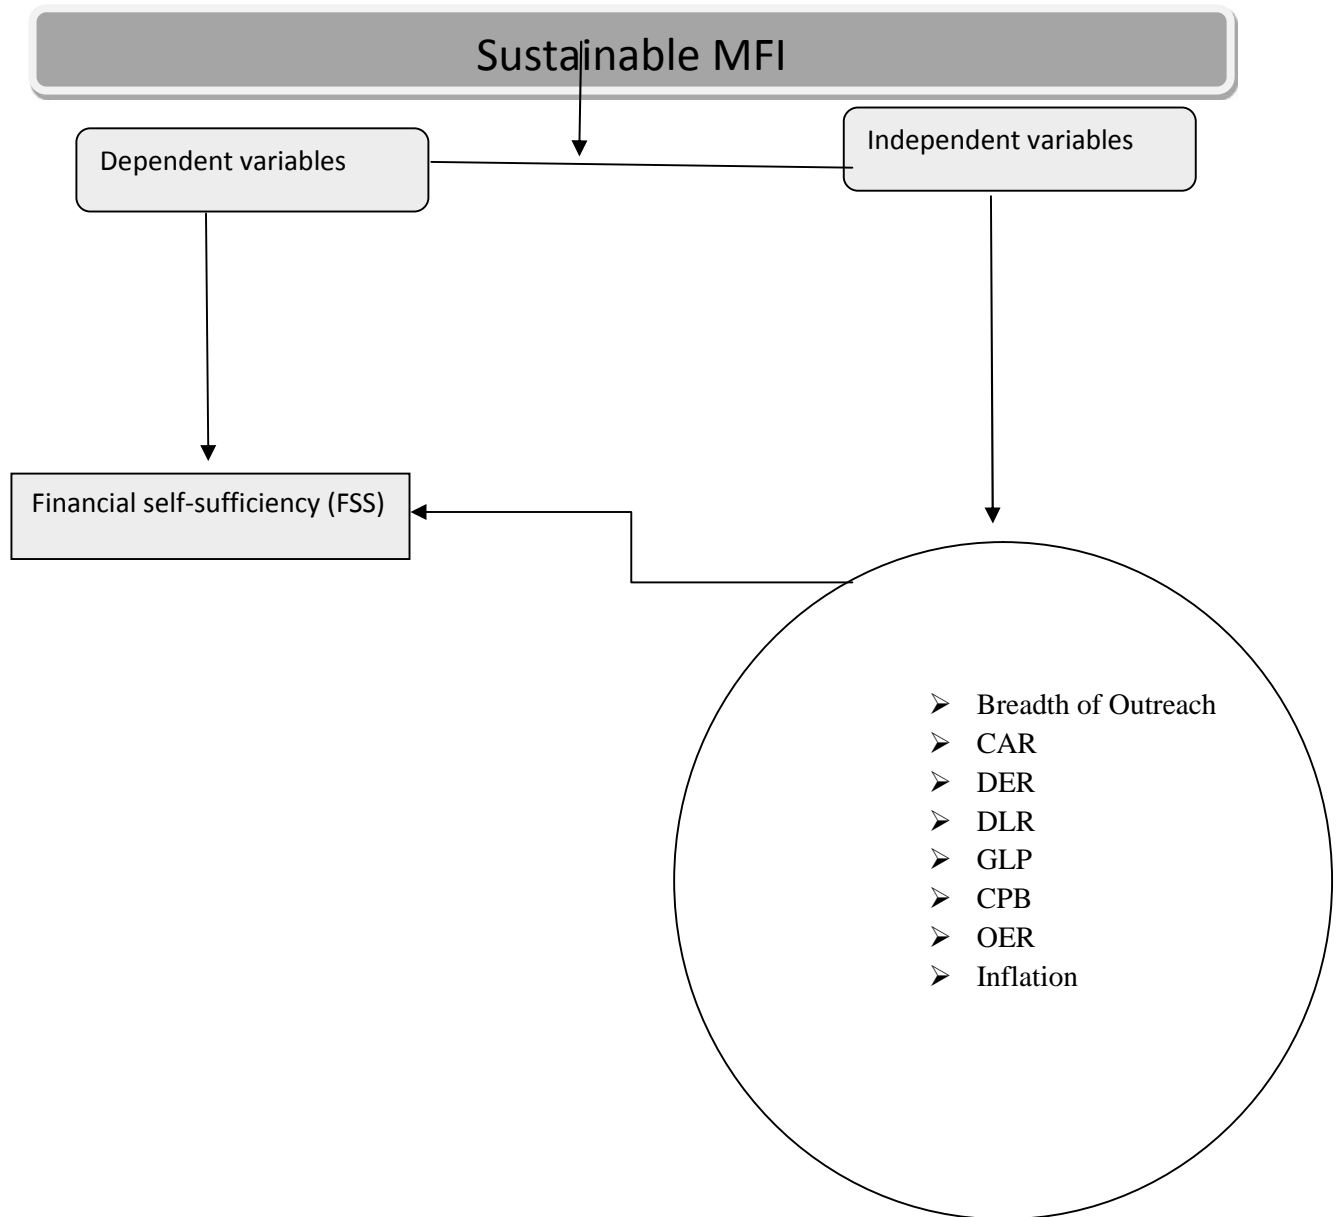 Sustainable MFI
Dependent variables
Independent variables
Financial self-sufficiency (FSS)
➢ Breadth of Outreach
➢ CAR
➢ DER
➢ DLR
➢ GLP
➢ CPB
➢ OER
➢ Inflation